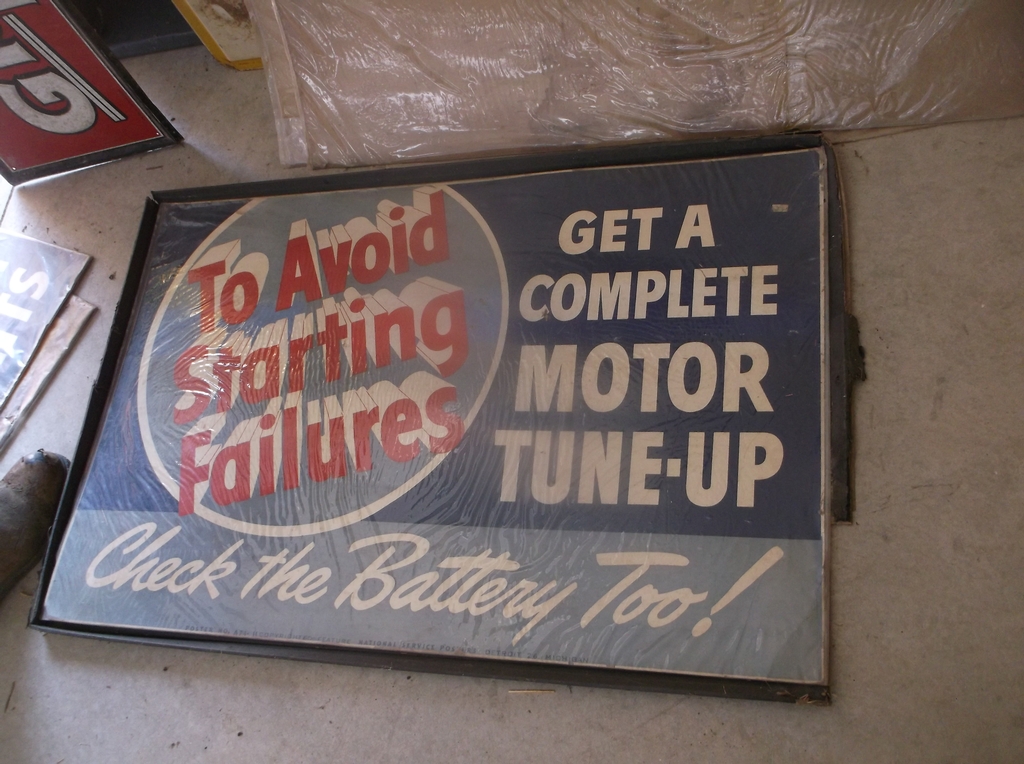 To Avoid
Starting
Failures
GET A
COMPLETE
MOTOR
TUNE-UP
Check the Battery Too!